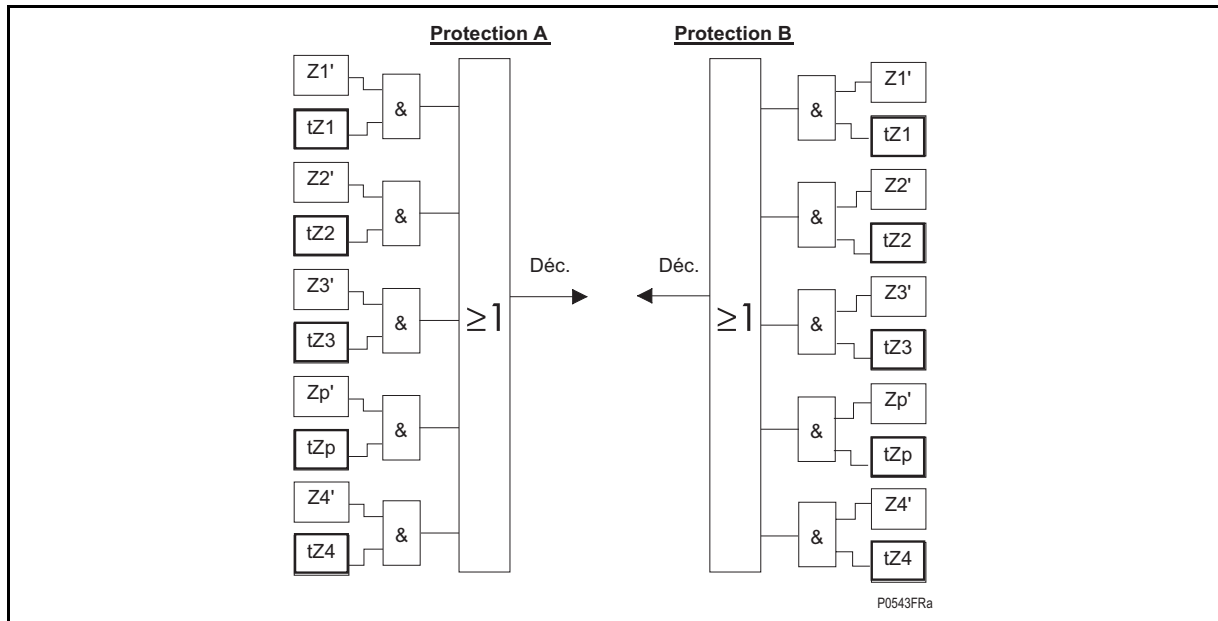 Protection A
Protection B
Z1'
&
tZ1
Z2'
&
tZ2
Z3'
&
tZ3
Zp'
&
tZp
Z4'
&
tZ4
≥1
Déc.
Déc.
≥1
Z1'
&
tZ1
Z2'
&
tZ2
Z3'
&
tZ3
Zp'
&
tZp
Z4'
&
tZ4
P0543FRa